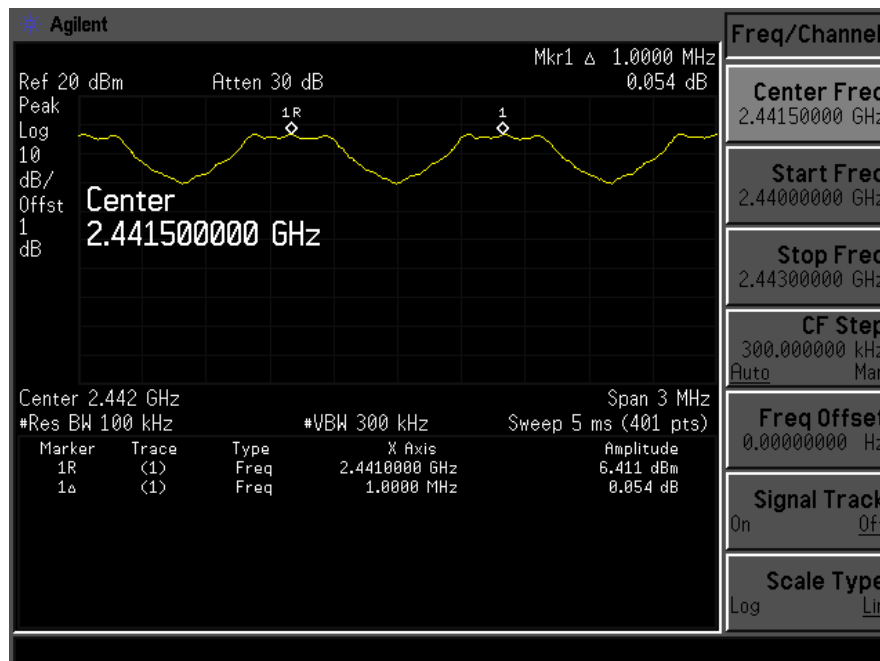 Agilent
Freq/Channel
Mkr1 Δ 1.0000 MHz
Ref 20 dBm Atten 30 dB 0.054 dB
Peak
Log
10
dB/
Offst
1
dB
1R 1
Center
2.441500000 GHz
Center 2.442 GHz Span 3 MHz
#Res BW 100 kHz #VBW 300 kHz Sweep 5 ms (401 pts)
Marker Trace Type X Axis Amplitude
1R (1) Freq 2.4410000 GHz 6.411 dBm
1Δ (1) Freq 1.0000 MHz 0.054 dB
Center Freq
2.44150000 GHz
Start Freq
2.44000000 GHz
Stop Freq
2.44300000 GHz
CF Step
300.000000 kHz
Auto Man
Freq Offset
0.00000000 Hz
Signal Track
On Off
Scale Type
Log Lin